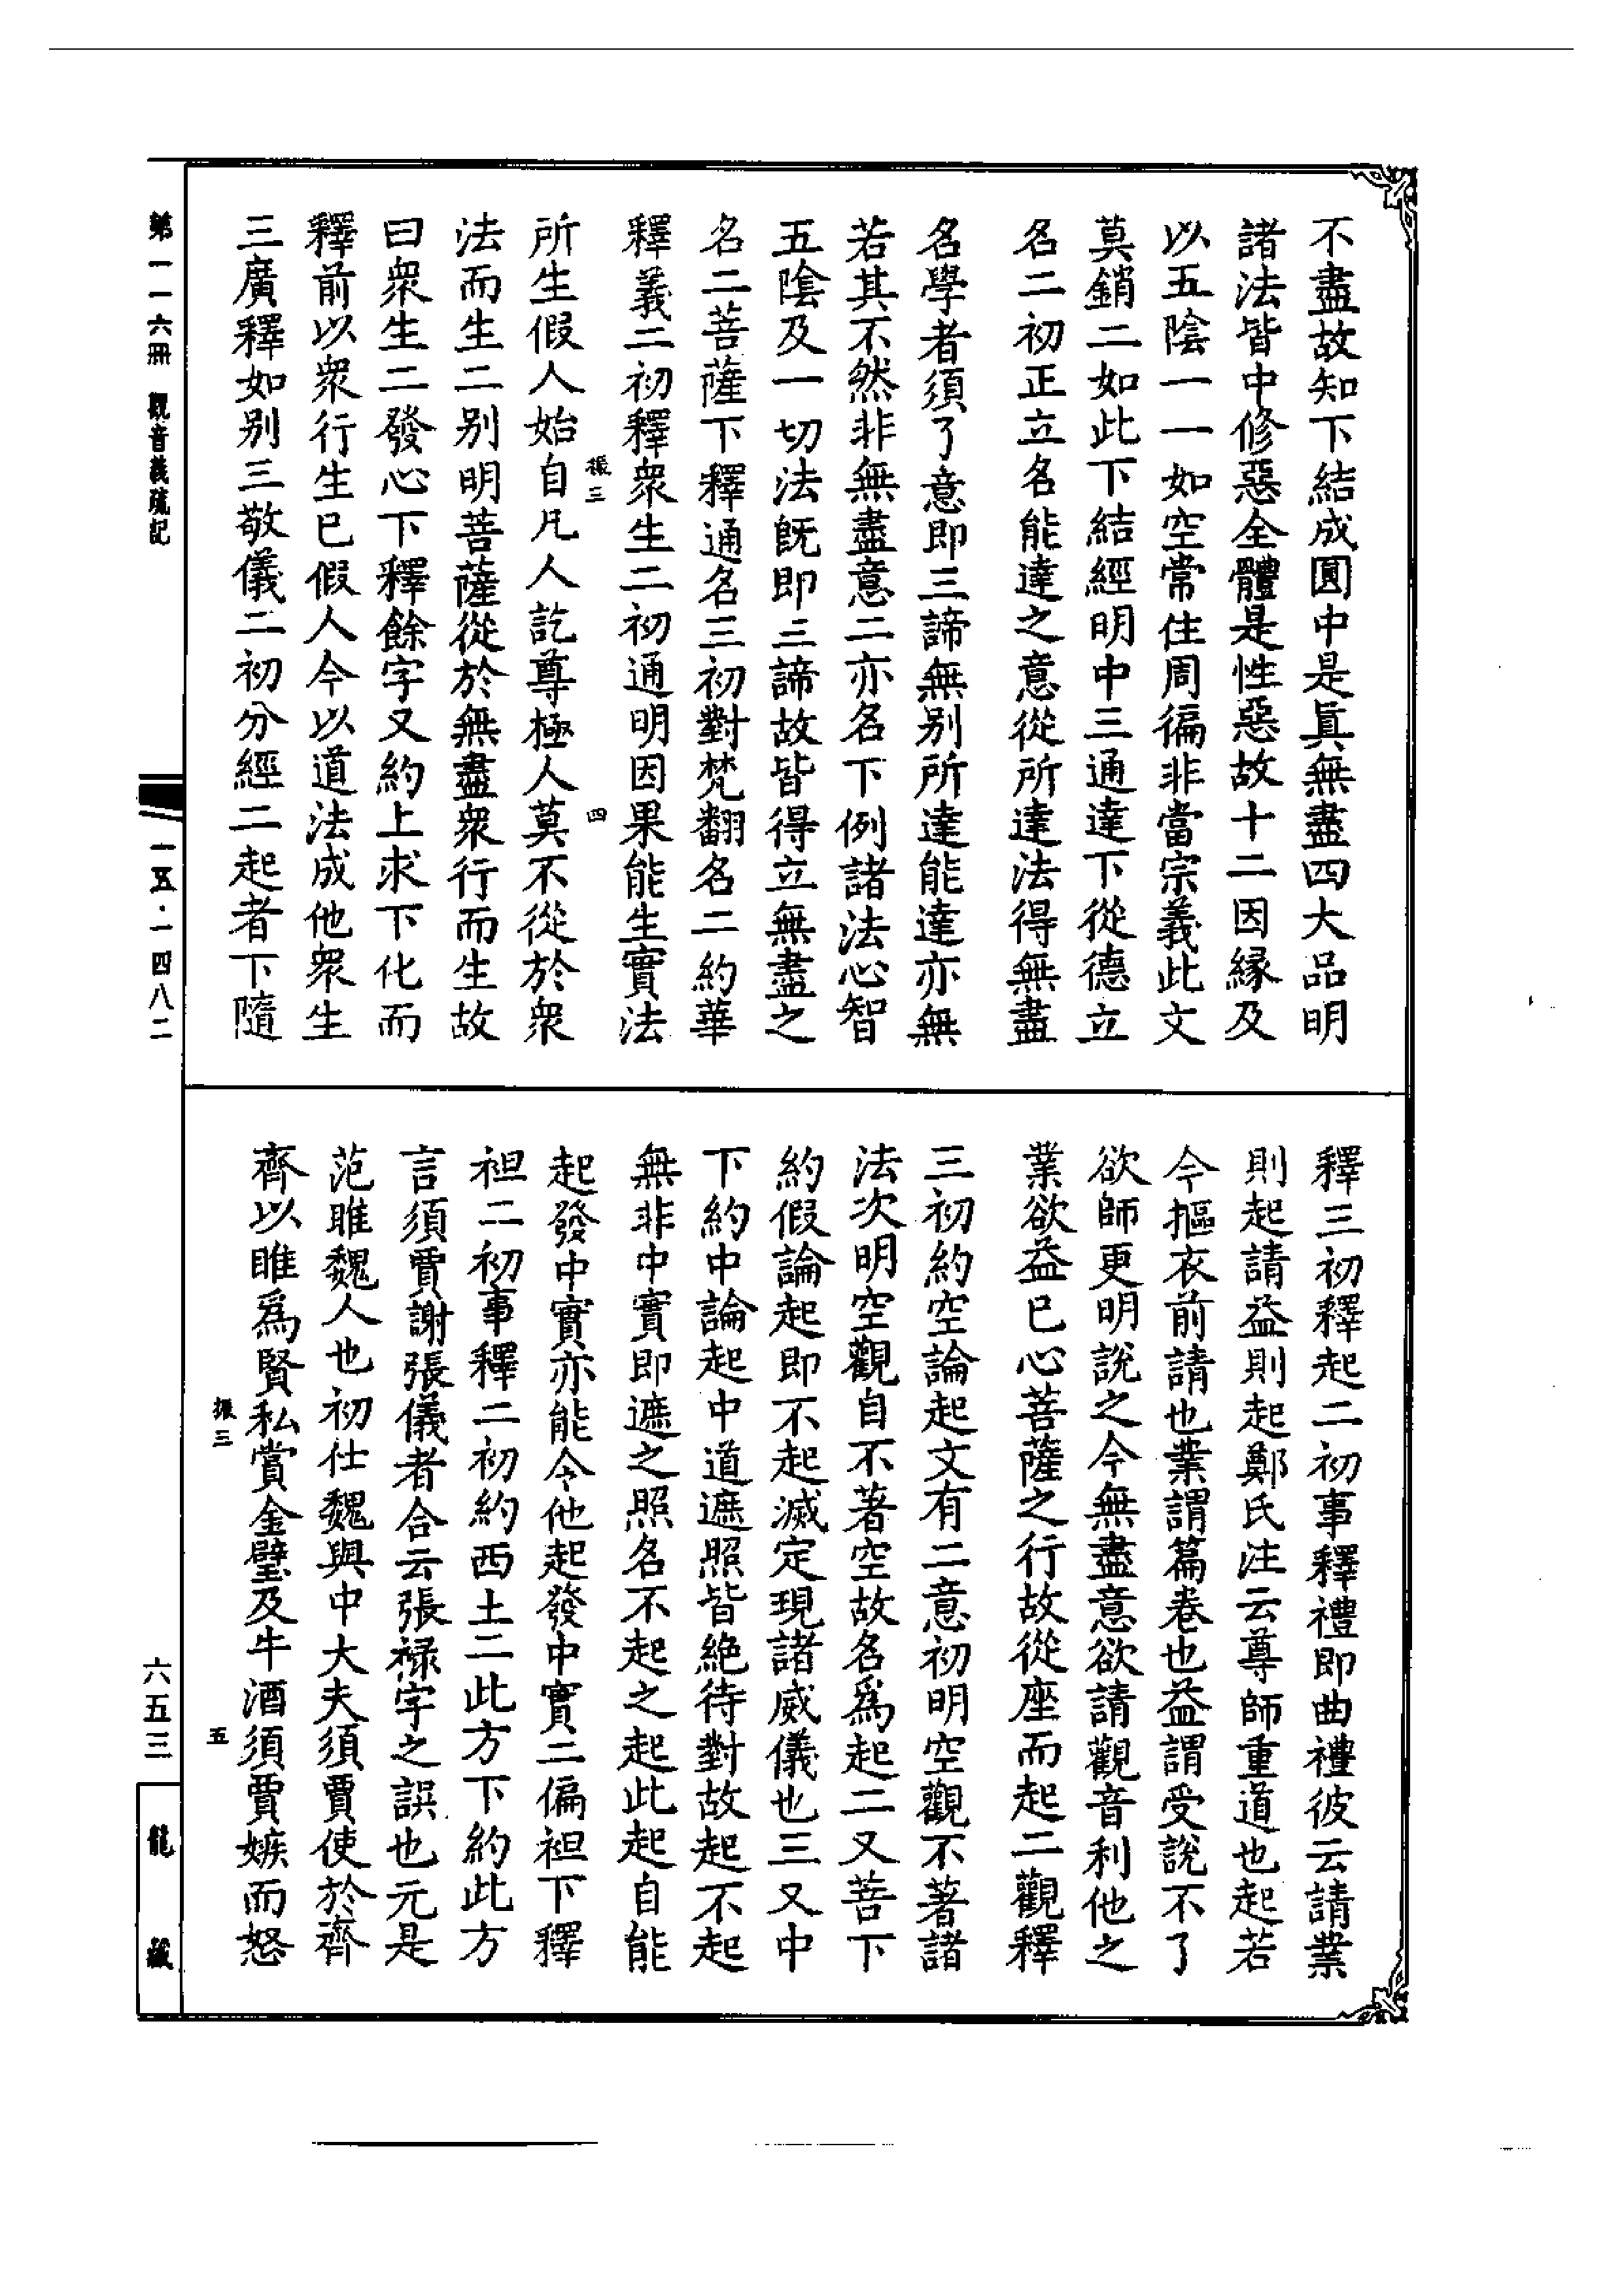 不盡故知下結成圓中是眞無盡四大品明
諸法皆中修惡全體是性惡故十二因緣及
以五陰一一如空常住周徧非當宗義此文
莫銷二如此下結經明中三通達下從德立
名二初正立名能達之意從所達法得無盡
名學者須了意即三諦無别所達能達亦無
若其不然非無盡意二亦名下例諸法心智
五陰及一切法旣即三諦故皆得立無盡之
名二菩薩下釋通名三初對梵翻名二約華
釋義二初釋衆生二初通明因果能生實法
振三
四
所生假人始自凡人訖尊極人莫不從於衆
法而生二别明菩薩從於無盡衆行而生故
曰衆生二發心下釋餘字又約上求下化而
釋前以衆行生已假人今以道法成他衆生
三廣釋如别三敬儀二初分經二起者下隨
釋三初釋起二初事釋禮即曲禮彼云請業
則起請益則起鄭氏注云尊師重道也起若
今摳衣前請也業謂篇卷也益謂受說不了
欲師更明說之今無盡意欲請觀音利他之
業欲益已心菩薩之行故從座而起二觀釋
三初約空論起文有二意初明空觀不著諸
法次明空觀自不著空故名爲起二又菩下
約假論起即不起滅定現諸威儀也三又中
下約中論起中道遮照皆絶待對故起不起
無非中實即遮之照名不起之起此起自能
起發中實亦能令他起發中實二偏袒下釋
袒二初事釋二初約西土二此方下約此方
言須賈謝張儀者合云張禄字之誤也元是
范雎魏人也初仕魏與中大夫須賈使於齊
齊以雎爲賢私賞金璧及牛酒須賈嫉而怒
振三
五
第一一六冊 觀音義疏記
一五·一四八二
六五三
龍藏